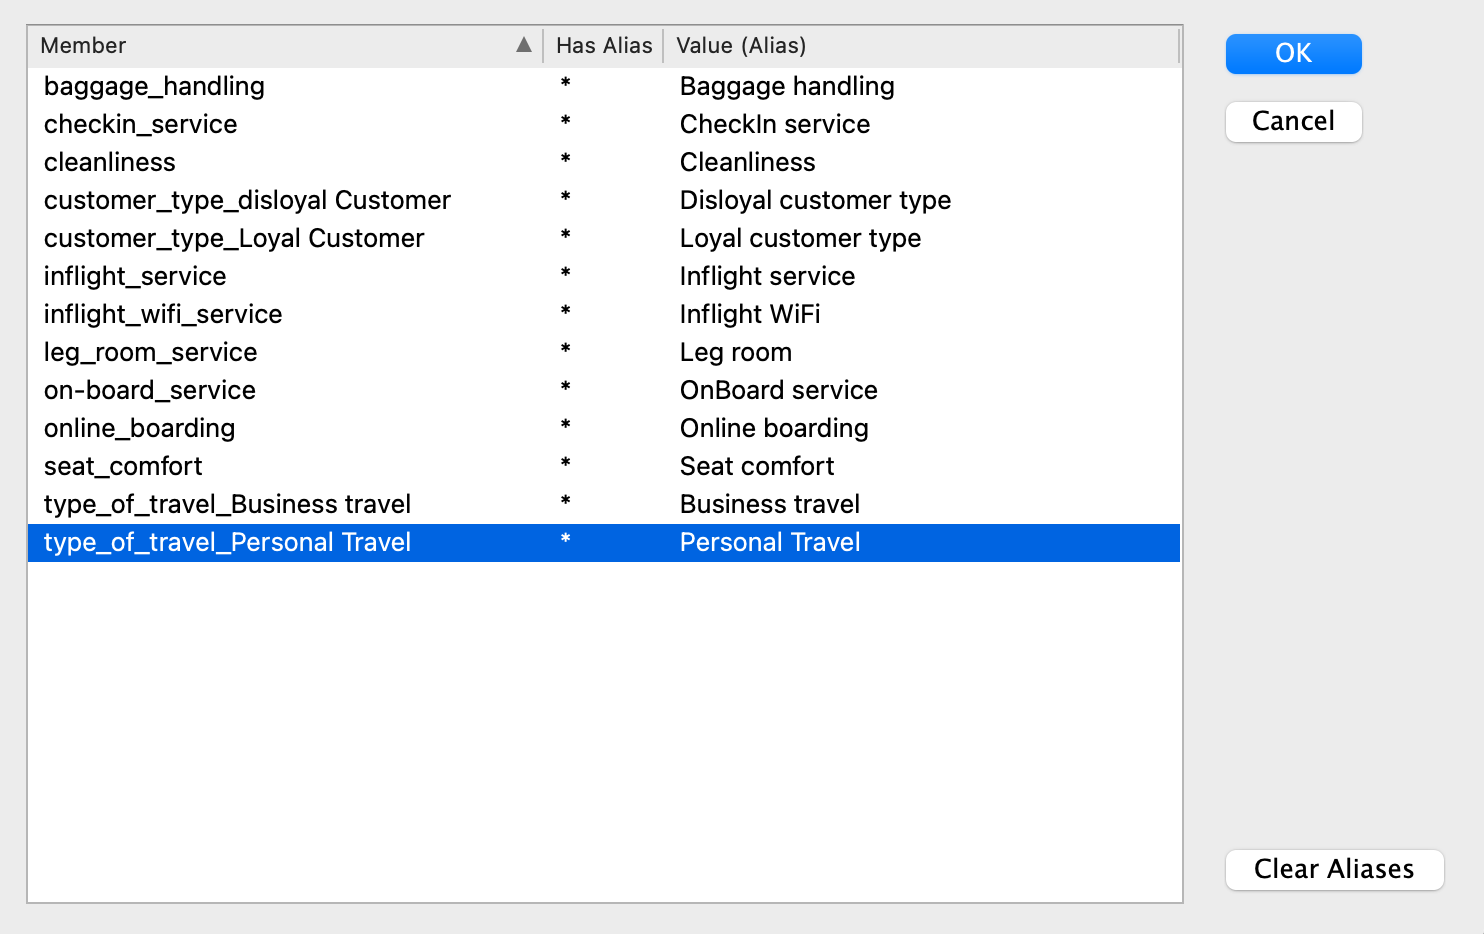 Member ▲ Has Alias Value (Alias)
baggage_handling * Baggage handling
checkin_service * CheckIn service
cleanliness * Cleanliness
customer_type_disloyal Customer * Disloyal customer type
customer_type_Loyal Customer * Loyal customer type
inflight_service * Inflight service
inflight_wifi_service * Inflight WiFi
leg_room_service * Leg room
on-board_service * OnBoard service
online_boarding * Online boarding
seat_comfort * Seat comfort
type_of_travel_Business travel * Business travel
type_of_travel_Personal Travel * Personal Travel
OK
Cancel
Clear Aliases